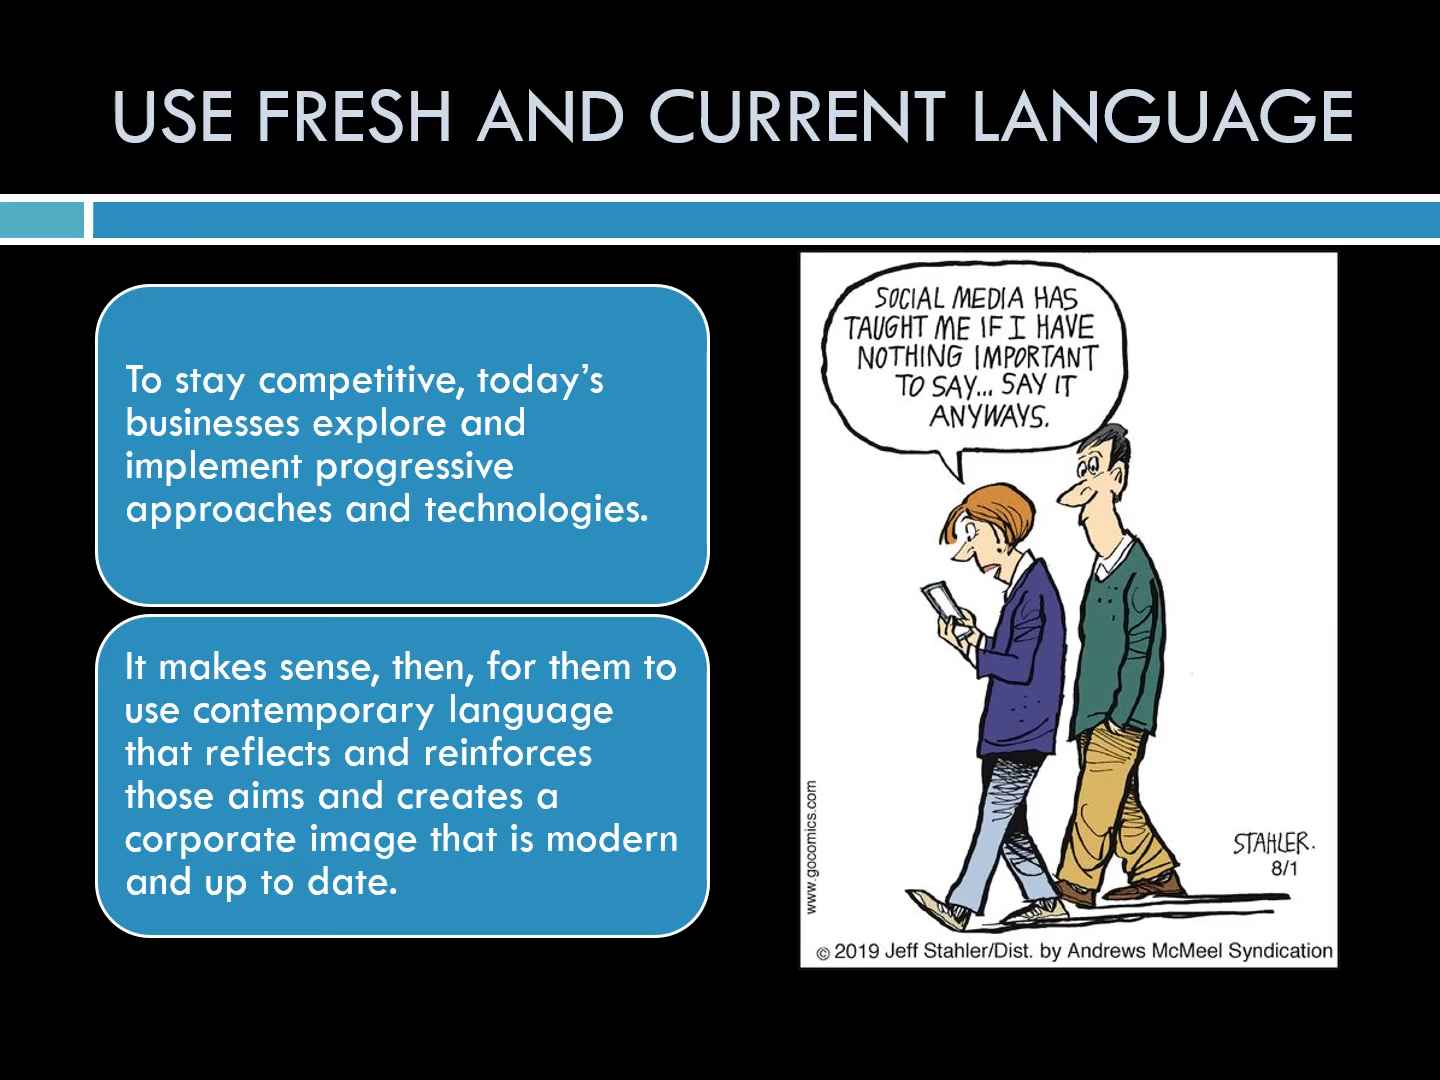 USE FRESH AND CURRENT LANGUAGE
To stay competitive, today’s
businesses explore and
implement progressive
approaches and technologies.
It makes sense, then, for them to
use contemporary language
that reflects and reinforces
those aims and creates a
corporate image that is modern
and up to date.
SOCIAL MEDIA HAS
TAUGHT ME IF I HAVE
NOTHING IMPORTANT
TO SAY... SAY IT
ANYWAYS.
www.gocomics.com
STAHLER.
8/1
© 2019 Jeff Stahler/Dist. by Andrews McMeel Syndication